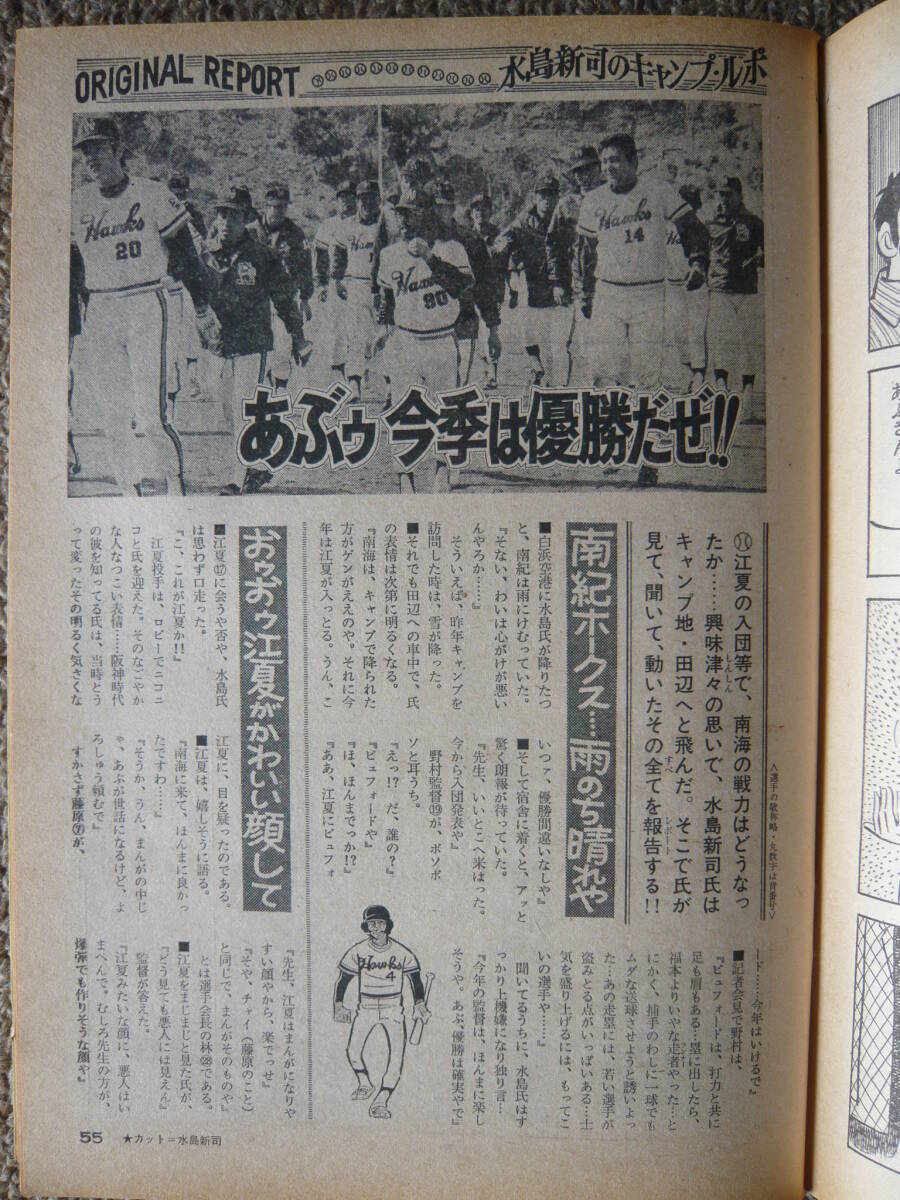 ORIGINAL REPORT
水島新司のキャンプ・ルポ
Hawks
20
Hawks
90
Hawks
14
あぶゥ 今季は優勝だぜ!!
江夏の入団等で、南海の戦力はどうなっ
たか……興味津々の思いで、水島新司氏は
キャンプ地・田辺へと飛んだ。そこで氏が
見て、聞いて、動いたその全てを報告する!!
<選手の敬称略・丸数字は背番号>
南紀ホークス…雨のち晴れや
■白浜空港に水島氏が降りたつ
と、南紀は雨にけむっていた。
『そない、わいは心がけが悪い
んやろか……』
そういえば、昨年キャンプを
訪問した時は、雪が降った。
■それでも田辺への車中で、氏
の表情は次第に明るくなる。
『南海は、キャンプで降られた
方がゲンがええのや。それに今
年は江夏が入っとる。うん、こ
いつァ、優勝間違いなしや』
■そして宿舎に着くと、アッと
驚く朗報が待っていた。
『先生、いいとこへ来はった。
今から入団発表や』
野村監督⑲が、ボソボ
ソと耳うち。
『えっ!? だ、誰の?』
『ビュフォードや』
『ほ、ほんまでっか!?』
『ああ、江夏にビュフォ
ード……今年はいけるで』
■記者会見で野村は、
『ビュフォードは、打力と共に
足も肩もある…塁に出したら、
福本よりいやな走者やった…と
にかく、捕手のわしに一球でも
ムダな送球させようと誘いよっ
た…あの走塁には、若い選手が
盗みとる点がいっぱいある…士
気を盛り上げるには、もってこ
いの選手や……』
聞いてるうちに、水島氏はす
っかり上機嫌になり独り言…
『今年の監督は、ほんまに楽し
そうや、あぶ、優勝は確実やで』
おぅおぅ江夏がかわいい顔して
■江夏⑰に会うや否や、水島氏
は思わず口走った。
『こ、これが江夏か!!』
江夏投手は、ロビーでニコニ
コと氏を迎えた。そのなごやか
な人なつこい表情……阪神時代
の彼を知ってる氏は、当時とう
って変ったその明るく気さくな
江夏に、目を疑ったのである。
■江夏は、嬉しそうに語る。
『南海に来て、ほんまに良かっ
たですわ……』
『そうか、うん、まんがの中じ
ゃ、あぶが世話になるけど、よ
ろしゅう頼むで』
すかさず藤原⑦が、
『先生、江夏はまんがになりや
すい顔やから、楽でっせ』
『そや、チャイ（藤原のこと）
と同じで、まんがそのものや』
とは選手会長の林㉘である。
■江夏をまじまじと見た氏が、
『どう見ても悪人には見えん』
監督が答えた。
『江夏みたいな顔に、悪人はい
まへんで。むしろ先生の方が、
爆弾でも作りそうな顔や』
Hawks
4
55
★カット＝水島新司